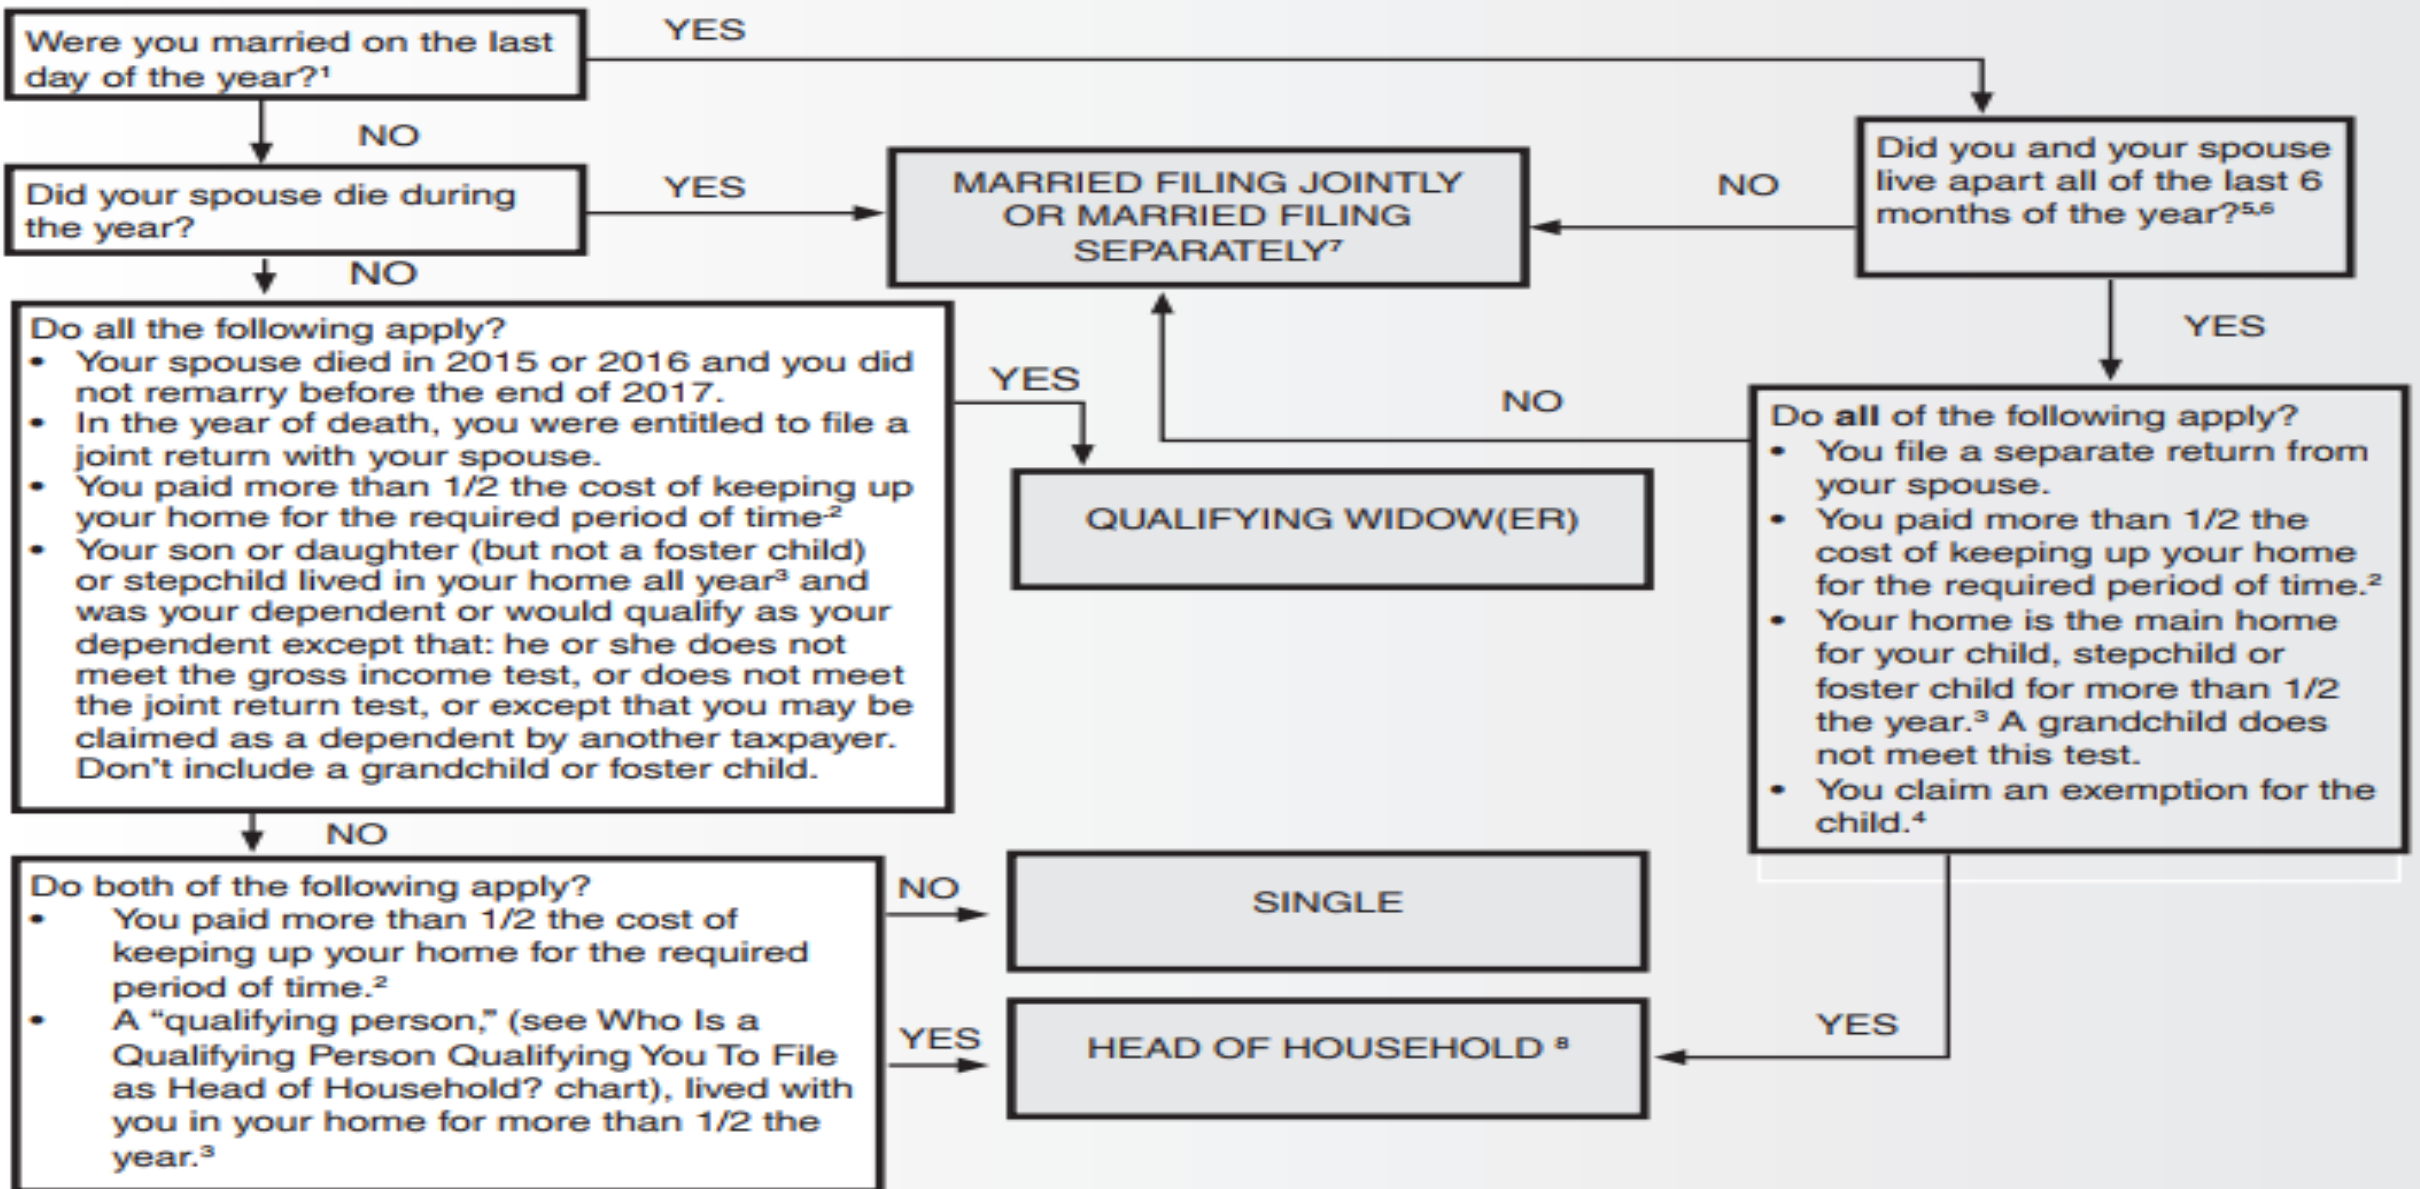 Were you married on the last
day of the year?¹
YES
NO
Did your spouse die during
the year?
YES
MARRIED FILING JOINTLY
OR MARRIED FILING
SEPARATELY⁷
NO
Did you and your spouse
live apart all of the last 6
months of the year?⁵,⁶
NO
YES
Do all the following apply?
• Your spouse died in 2015 or 2016 and you did
not remarry before the end of 2017.
• In the year of death, you were entitled to file a
joint return with your spouse.
• You paid more than 1/2 the cost of keeping up
your home for the required period of time.²
• Your son or daughter (but not a foster child)
or stepchild lived in your home all year³ and
was your dependent or would qualify as your
dependent except that: he or she does not
meet the gross income test, or does not meet
the joint return test, or except that you may be
claimed as a dependent by another taxpayer.
Don't include a grandchild or foster child.
YES
QUALIFYING WIDOW(ER)
NO
Do all of the following apply?
• You file a separate return from
your spouse.
• You paid more than 1/2 the
cost of keeping up your home
for the required period of time.²
• Your home is the main home
for your child, stepchild or
foster child for more than 1/2
the year.³ A grandchild does
not meet this test.
• You claim an exemption for the
child.⁴
NO
Do both of the following apply?
• You paid more than 1/2 the cost of
keeping up your home for the required
period of time.²
• A “qualifying person,” (see Who Is a
Qualifying Person Qualifying You To File
as Head of Household? chart), lived with
you in your home for more than 1/2 the
year.³
NO
SINGLE
YES
HEAD OF HOUSEHOLD ⁸
YES